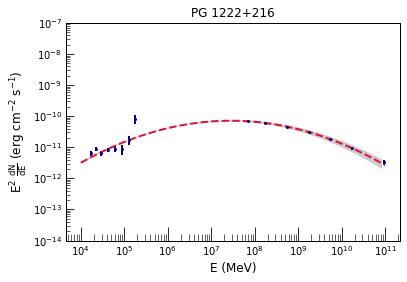 PG 1222+216
E² dN/dE (erg cm⁻² s⁻¹)
10⁻⁷
10⁻⁸
10⁻⁹
10⁻¹⁰
10⁻¹¹
10⁻¹²
10⁻¹³
10⁻¹⁴
10⁴ 10⁵ 10⁶ 10⁷ 10⁸ 10⁹ 10¹⁰ 10¹¹
E (MeV)